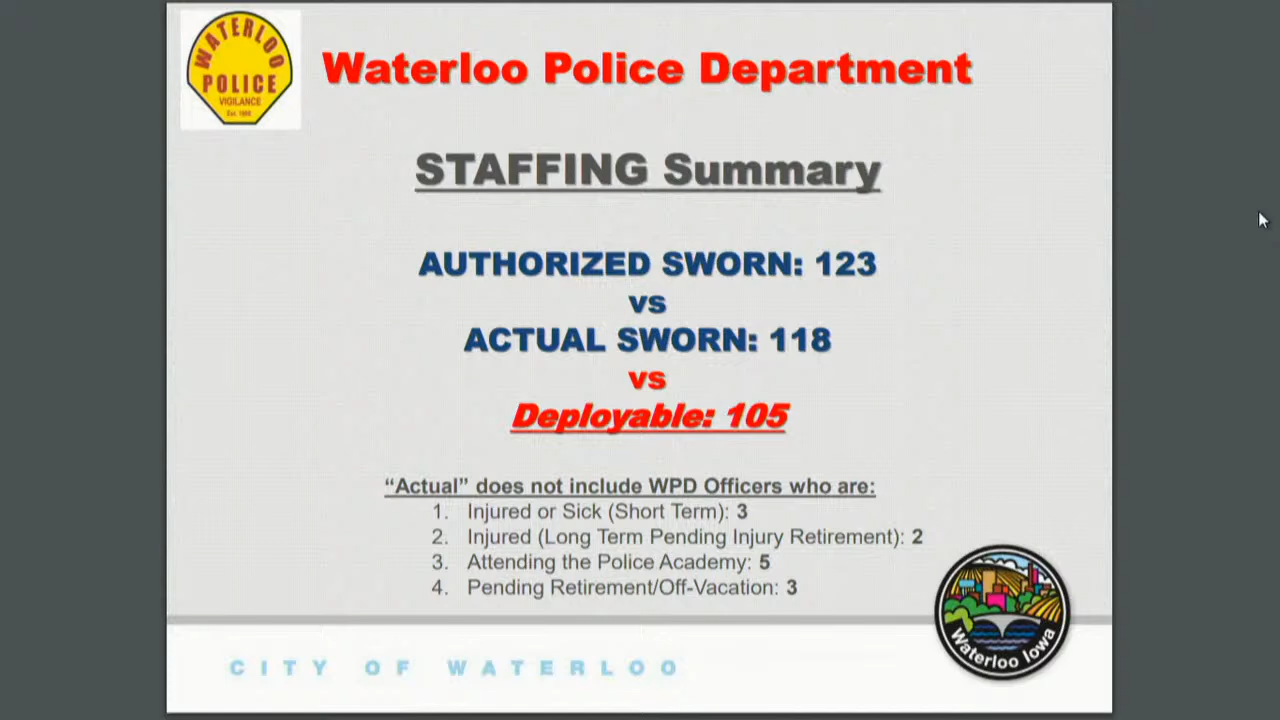 WATERLOO
POLICE
VIGILANCE
Waterloo Police Department
STAFFING Summary
AUTHORIZED SWORN: 123
vs
ACTUAL SWORN: 118
vs
Deployable: 105
“Actual” does not include WPD Officers who are:
1. Injured or Sick (Short Term): 3
2. Injured (Long Term Pending Injury Retirement): 2
3. Attending the Police Academy: 5
4. Pending Retirement/Off-Vacation: 3
Waterloo Iowa
CITY OF WATERLOO